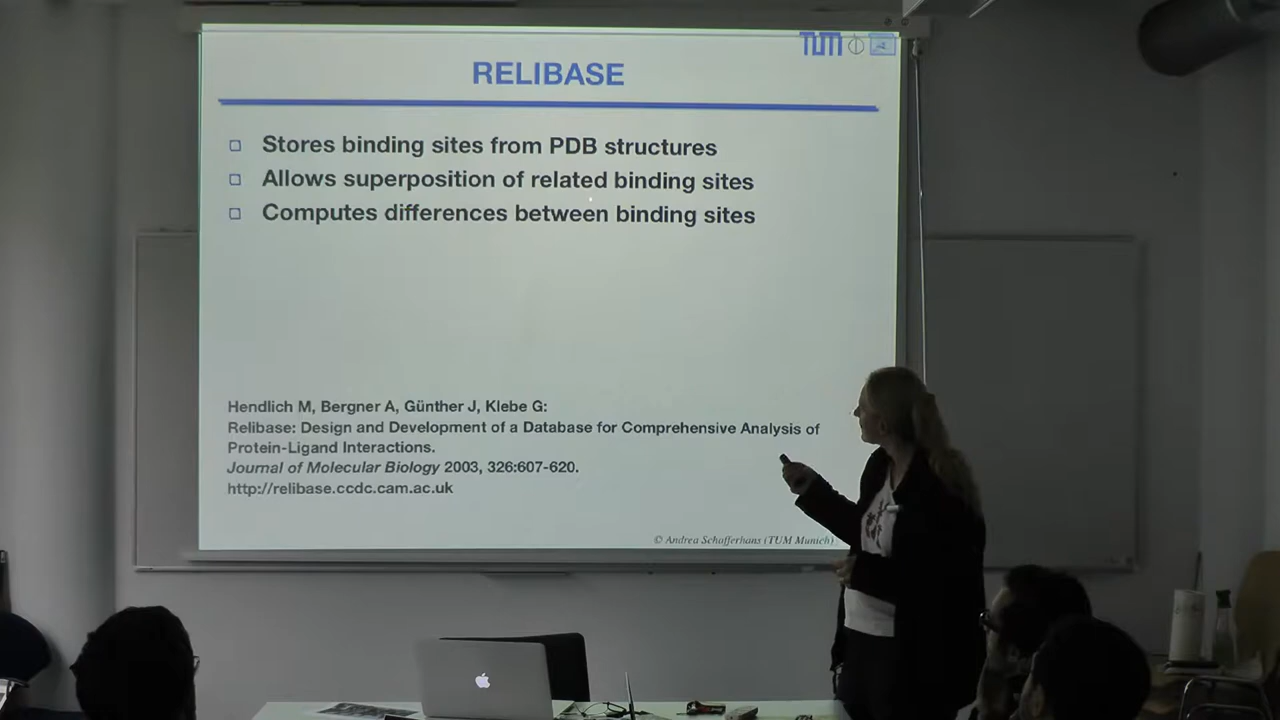 TUM
RELIBASE
Stores binding sites from PDB structures
Allows superposition of related binding sites
Computes differences between binding sites
Hendlich M, Bergner A, Günther J, Klebe G:
Relibase: Design and Development of a Database for Comprehensive Analysis of
Protein-Ligand Interactions.
Journal of Molecular Biology 2003, 326:607-620.
http://relibase.ccdc.cam.ac.uk
© Andrea Schafferhans (TUM Munich)